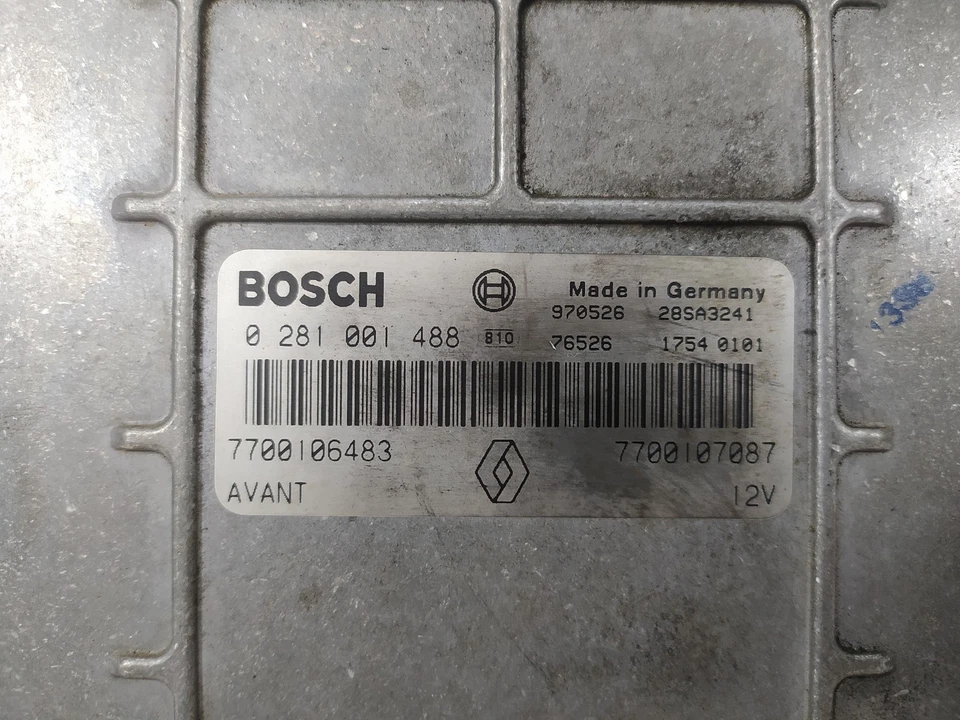 BOSCH
Made in Germany
970526 28SA3241
0 281 001 488 810 76526 1754 0101
7700106483 7700107087
AVANT 12V